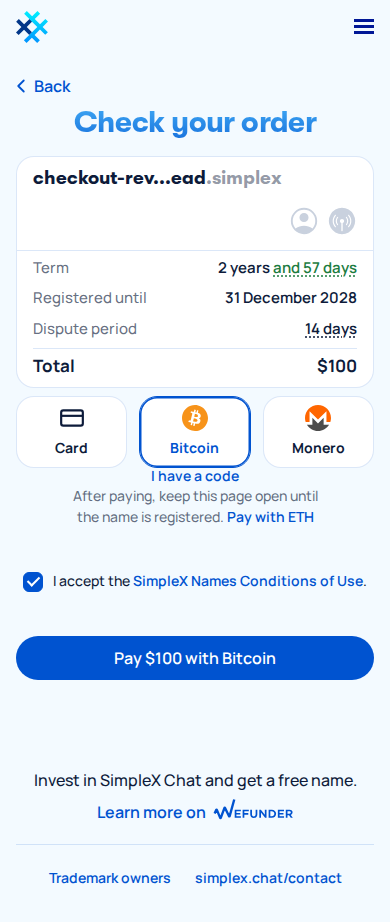 Back
Check your order
checkout-rev...ead.simplex
Term 2 years and 57 days
Registered until 31 December 2028
Dispute period 14 days
Total $100
Card Bitcoin Monero
I have a code
After paying, keep this page open until
the name is registered. Pay with ETH
I accept the SimpleX Names Conditions of Use.
Pay $100 with Bitcoin
Invest in SimpleX Chat and get a free name.
Learn more on WEFUNDER
Trademark owners simplex.chat/contact